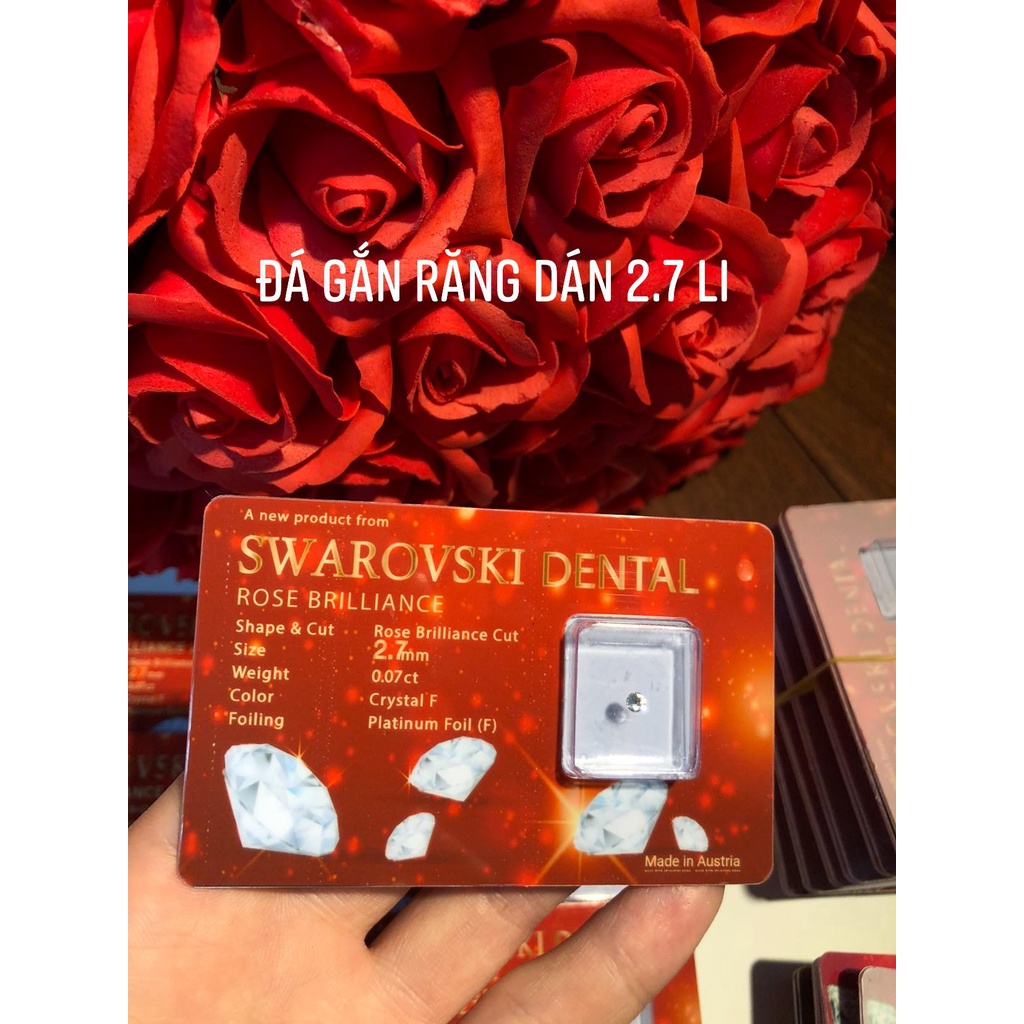 ĐÁ GẮN RĂNG DÁN 2.7 LI
A new product from
SWAROVSKI DENTAL
ROSE BRILLIANCE
Shape & Cut Rose Brilliance Cut
Size 2.7mm
Weight 0.07ct
Color Crystal F
Foiling Platinum Foil (F)
Made in Austria
DENTAL